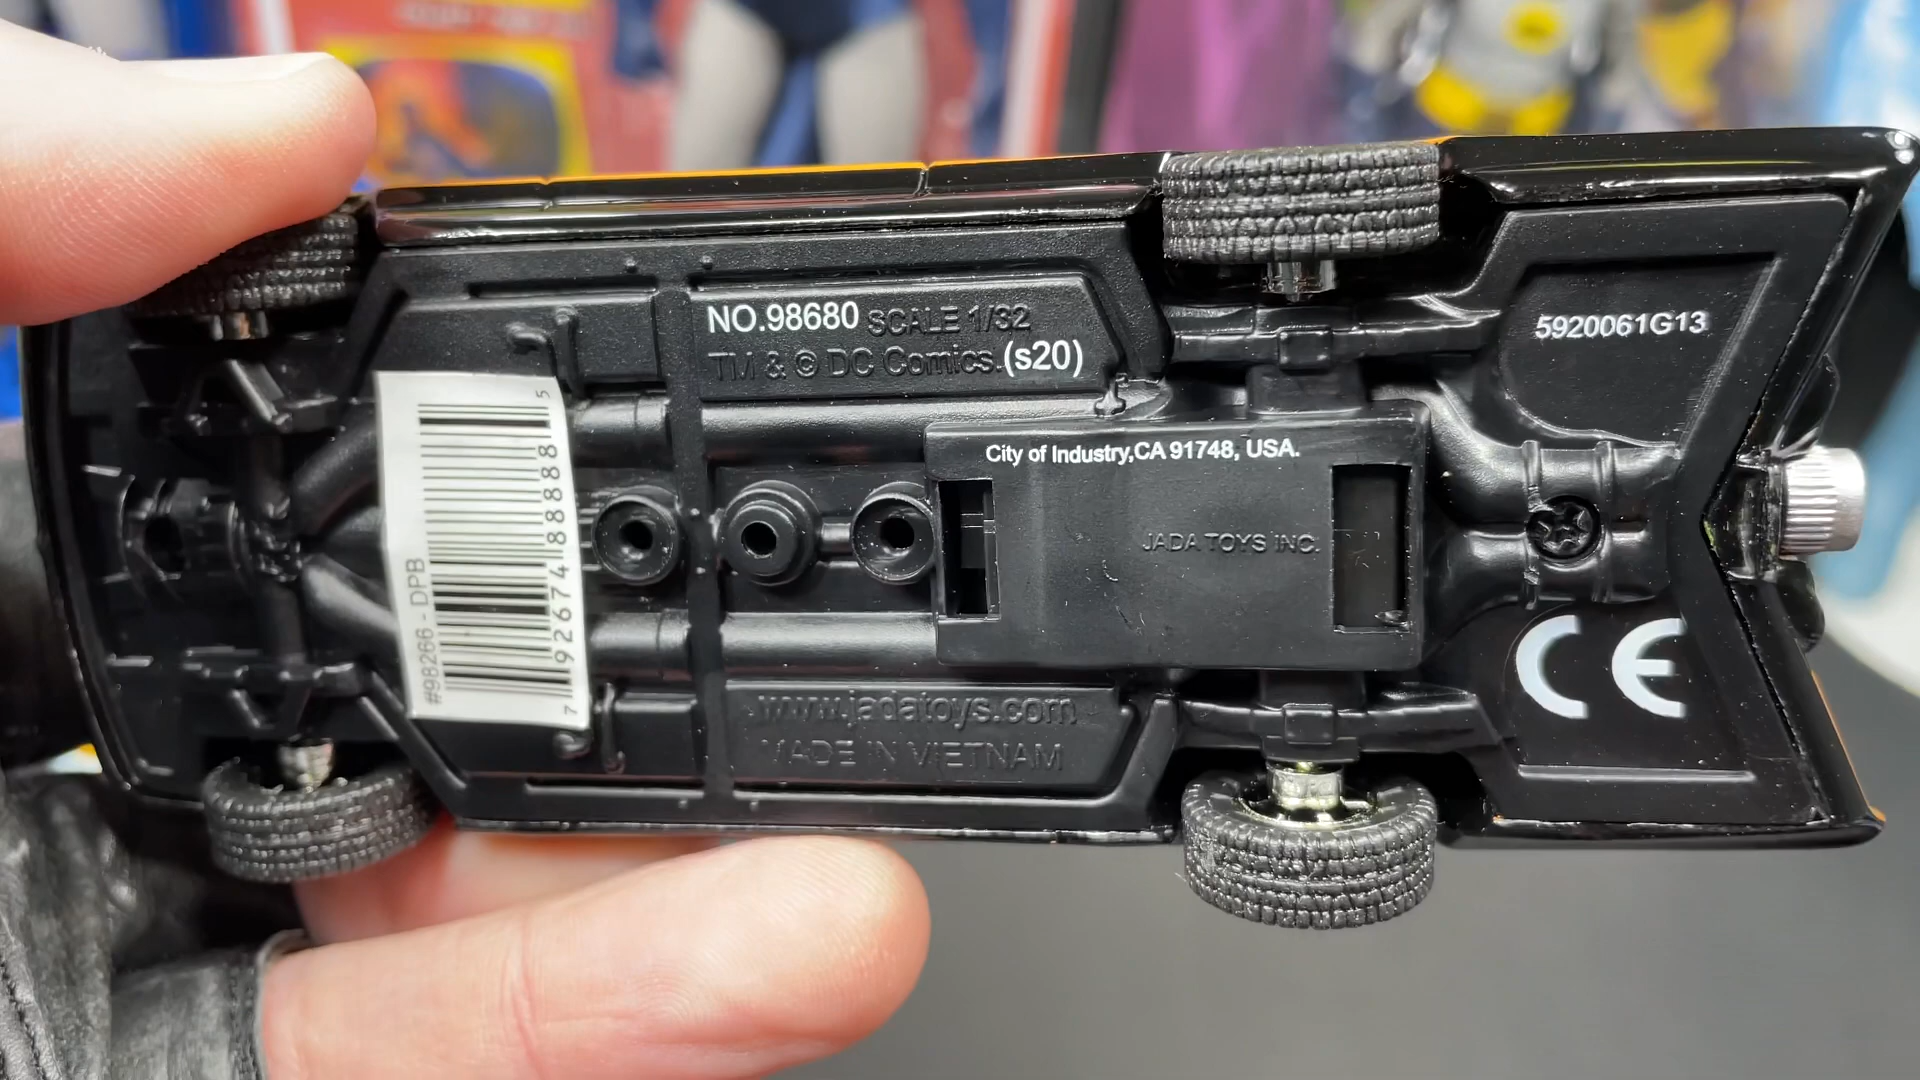 NO.98680 SCALE 1/32
TM & © DC Comics.(s20)
5920061G13
City of Industry,CA 91748, USA.
JADA TOYS INC.
#98266 - DPB
7 92674 88888 5
www.jadatoys.com
MADE IN VIETNAM
CE